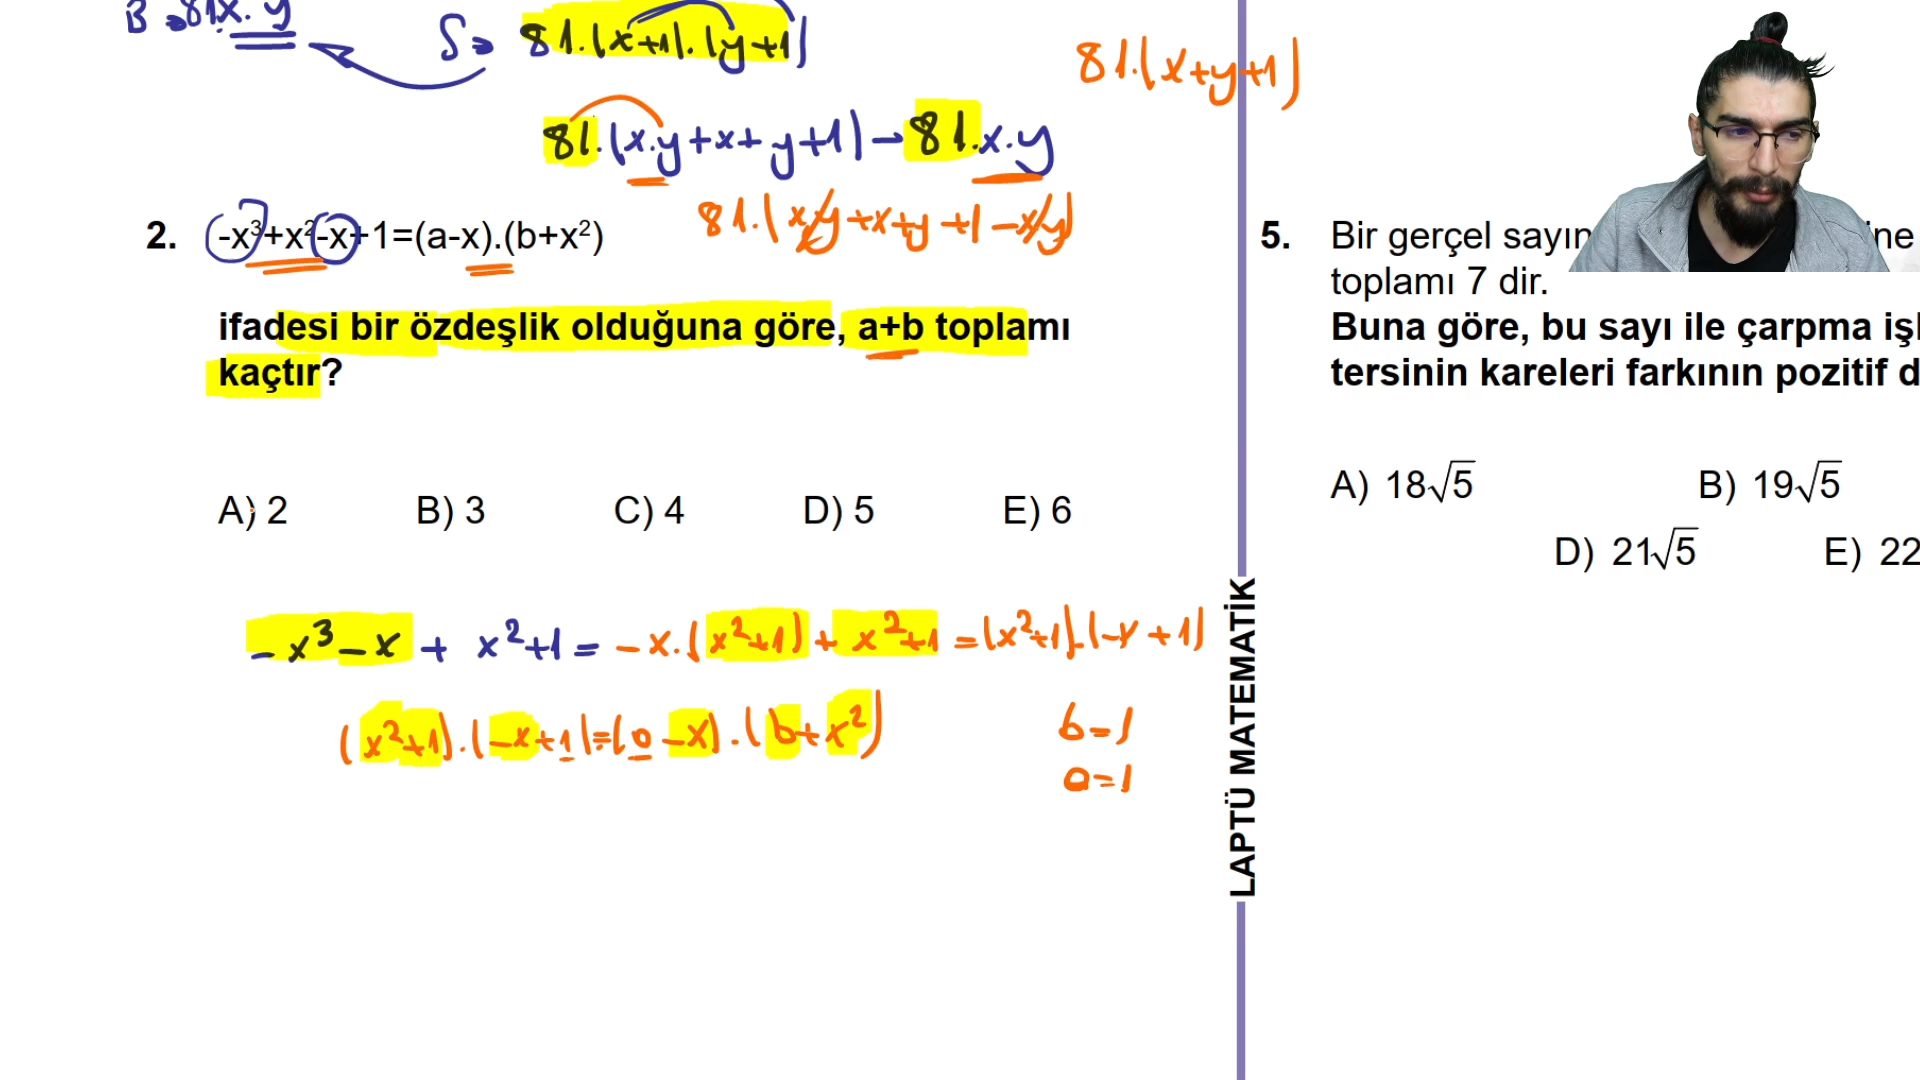 B => 81x.y
S => 81.(x+1).(y+1)
81.(x.y+x+y+1)-81.x.y
81.(xy+x+y+1-xy)
81.(x+y+1)
2. -x³+x²-x+1=(a-x).(b+x²)
ifadesi bir özdeşlik olduğuna göre, a+b toplamı
kaçtır?
A) 2 B) 3 C) 4 D) 5 E) 6
-x³-x + x²+1 = -x.(x²+1)+x²+1 =(x²+1).(-x+1)
(x²+1).(-x+1)=(a-x).(b+x²)
b=1
a=1
LAPTÜ MATEMATİK
5. Bir gerçel sayın ine
toplamı 7 dir.
Buna göre, bu sayı ile çarpma iş
tersinin kareleri farkının pozitif d
A) 18√5 B) 19√5
D) 21√5 E) 22